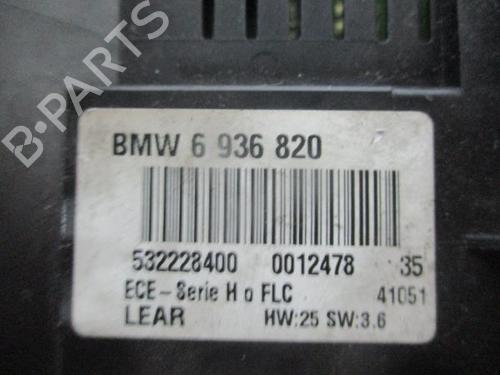 B-PARTS
BMW 6 936 820
532228400 0012478 35
ECE-Serie H o FLC 41051
LEAR HW:25 SW:3.6